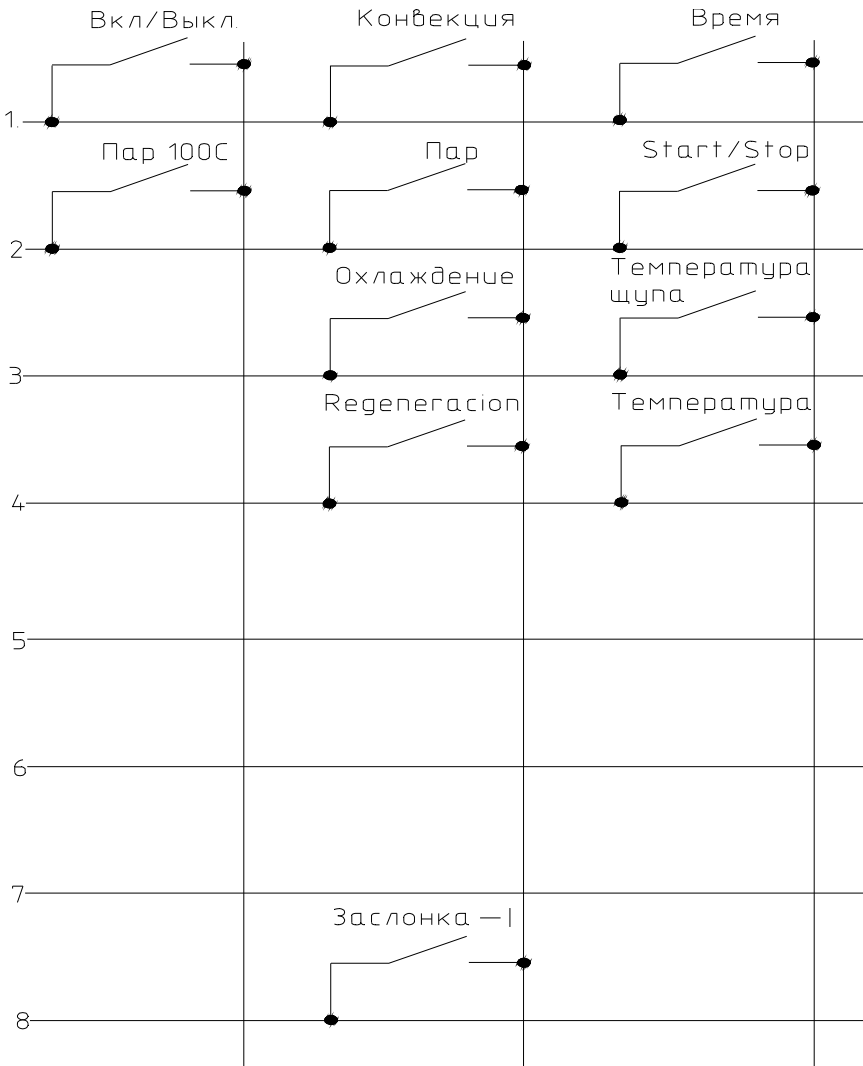 Вкл/Выкл.
Конвекция
Время
1.
Пар 100С
Пар
Start/Stop
2
Охлаждение
Температура
щупа
3
Regeneracion
Температура
4
5
6
7
Заслонка —|
8